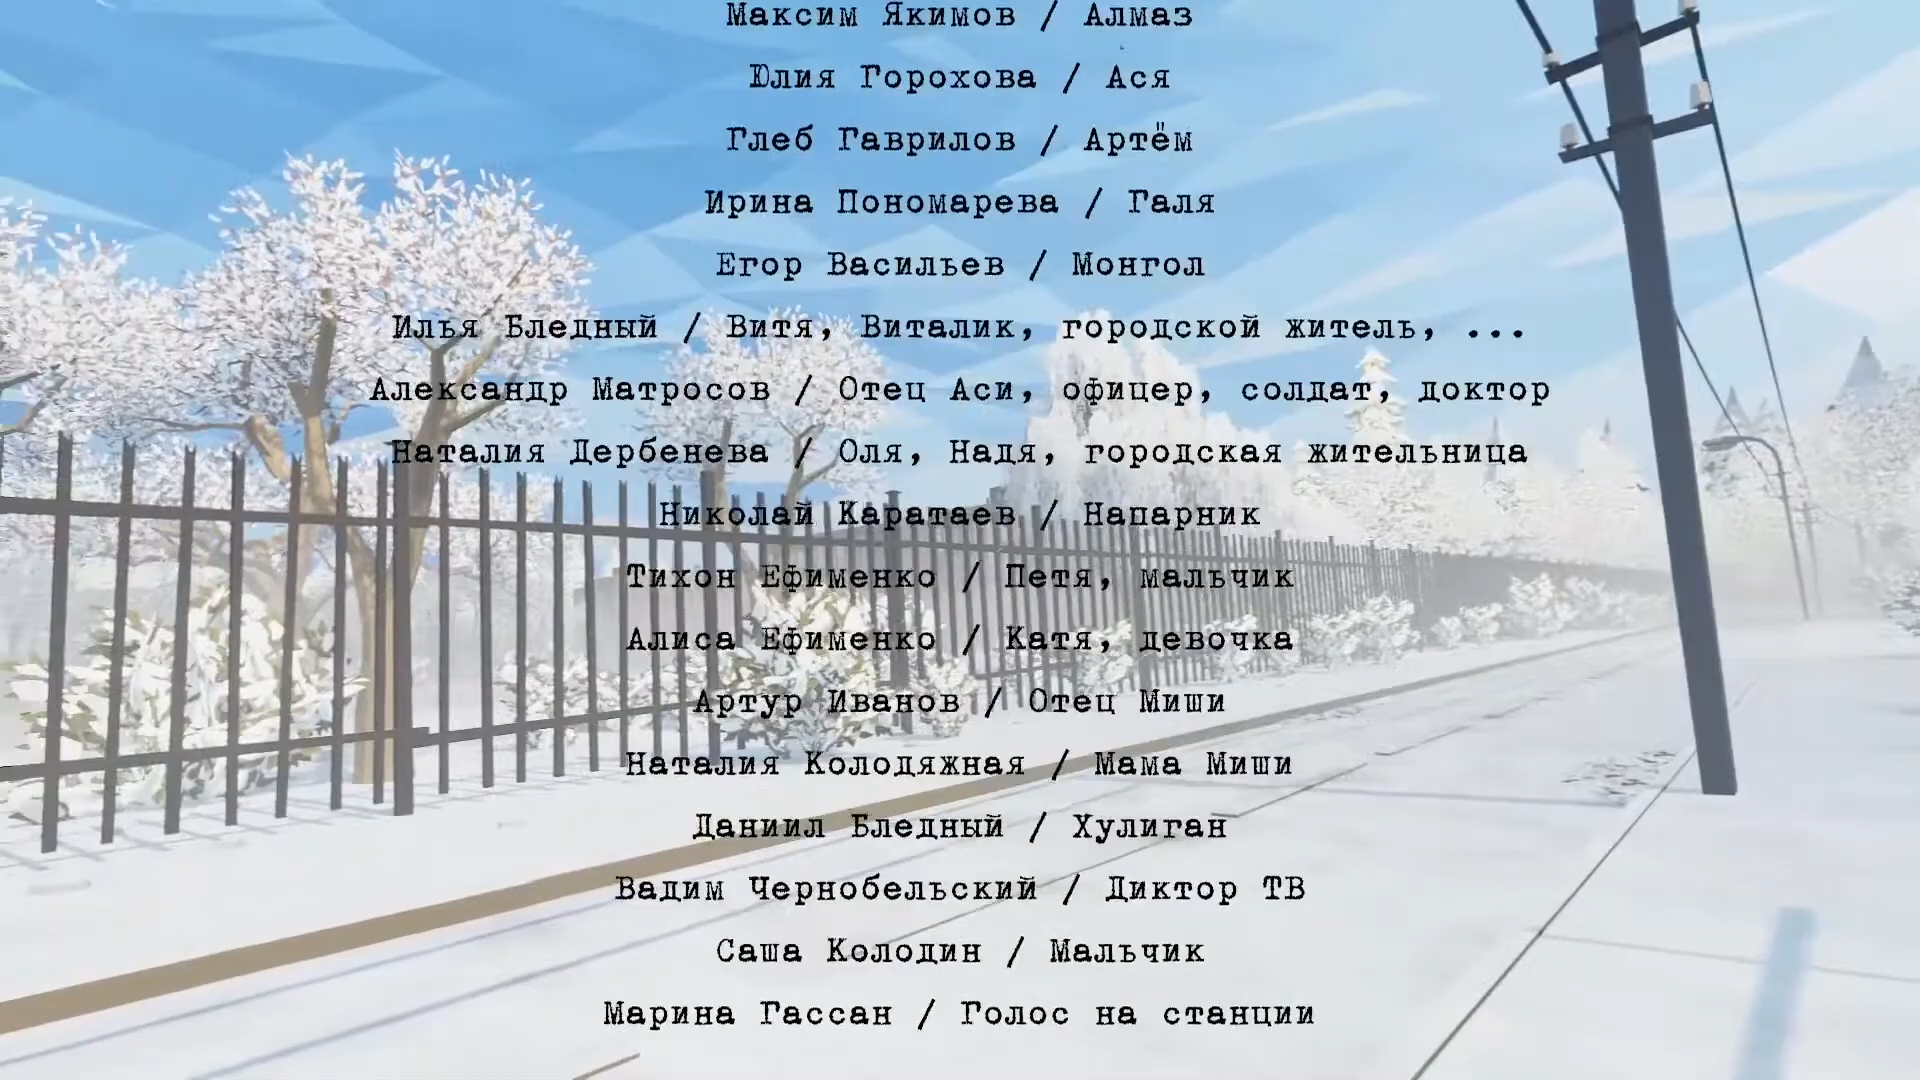 Максим Якимов / Алмаз
Юлия Горохова / Ася
Глеб Гаврилов / Артём
Ирина Пономарева / Галя
Егор Васильев / Монгол
Илья Бледный / Витя, Виталик, городской житель, ...
Александр Матросов / Отец Аси, офицер, солдат, доктор
Наталия Дербенева / Оля, Надя, городская жительница
Николай Каратаев / Напарник
Тихон Ефименко / Петя, мальчик
Алиса Ефименко / Катя, девочка
Артур Иванов / Отец Миши
Наталия Колодяжная / Мама Миши
Даниил Бледный / Хулиган
Вадим Чернобельский / Диктор ТВ
Саша Колодин / Мальчик
Марина Гассан / Голос на станции